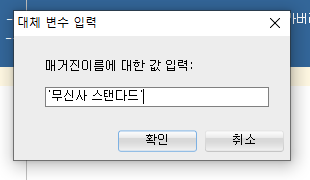 대체 변수 입력
매거진이름에 대한 값 입력:
'무신사 스탠다드'
확인
취소